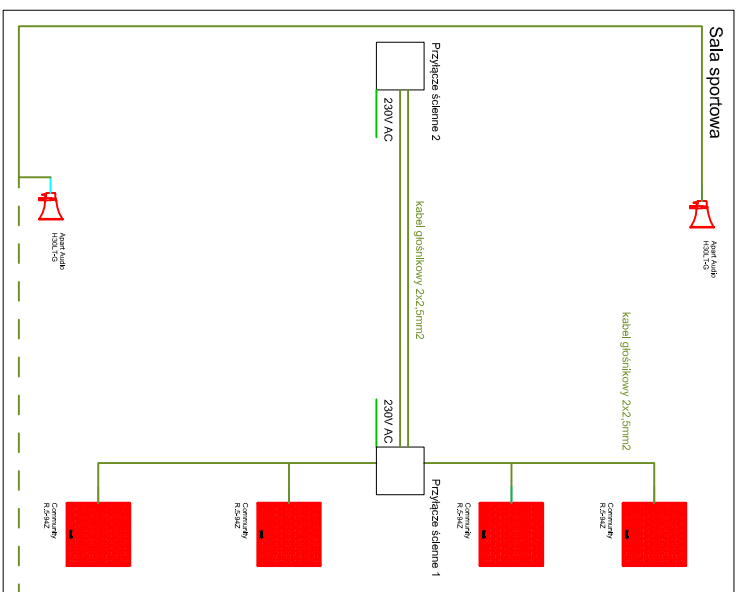 Sala sportowa
Przyłącze ścienne 2
230V AC
kabel głośnikowy 2x2,5mm2
Apart Audio
H30LT-G
Apart Audio
H30LT-G
kabel głośnikowy 2x2,5mm2
230V AC
Przyłącze ścienne 1
Community
R.5-94Z
Community
R.5-94Z
Community
R.5-94Z
Community
R.5-94Z